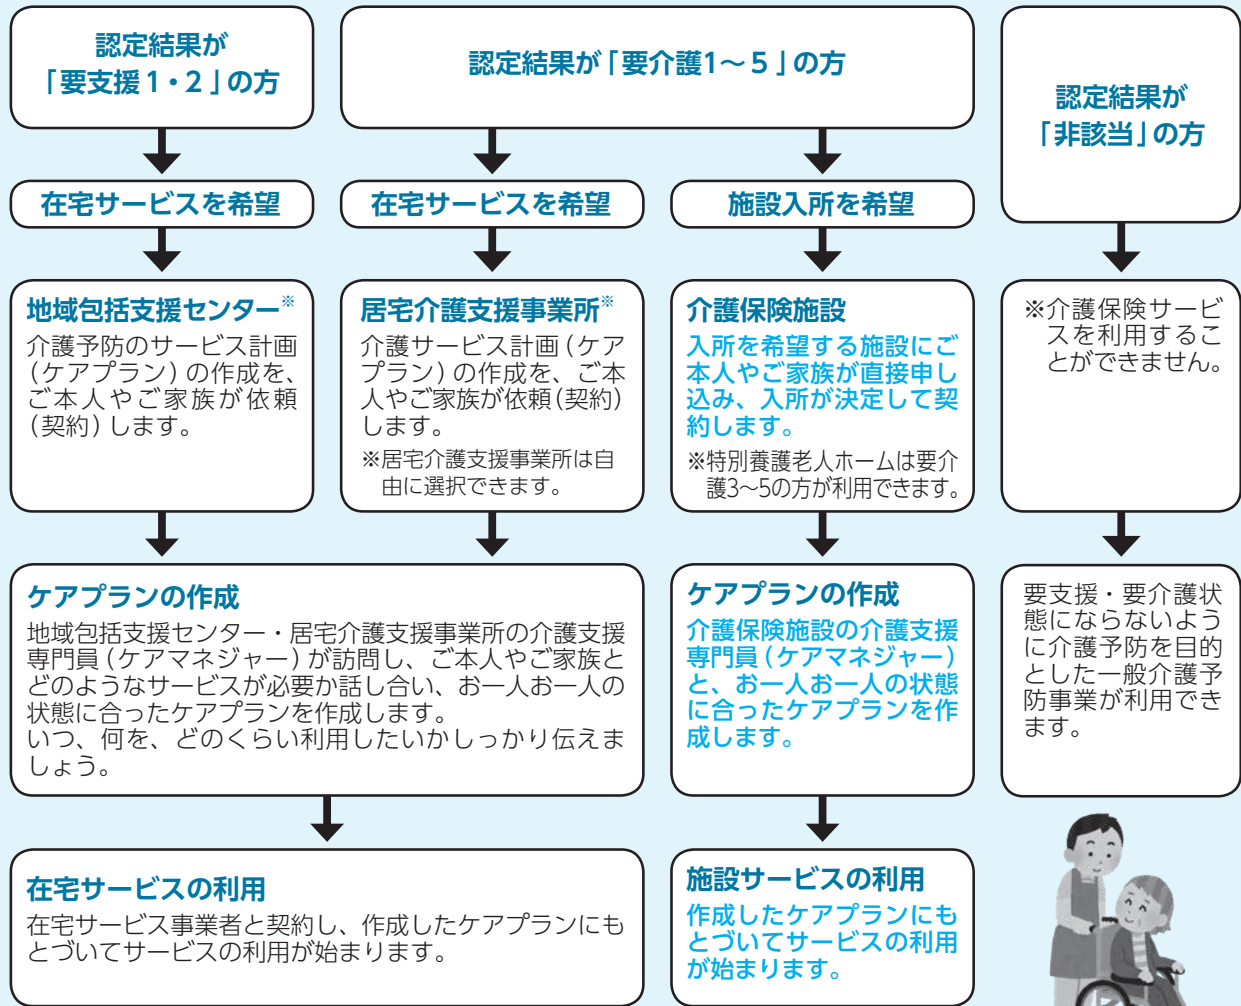 認定結果が
「要支援1・2」の方
認定結果が「要介護1〜5」の方
認定結果が
「非該当」の方
在宅サービスを希望
在宅サービスを希望
施設入所を希望
地域包括支援センター※
介護予防のサービス計画
(ケアプラン)の作成を、
ご本人やご家族が依頼
(契約)します。
居宅介護支援事業所※
介護サービス計画(ケア
プラン)の作成を、ご本
人やご家族が依頼(契約)
します。
※居宅介護支援事業所は自
由に選択できます。
介護保険施設
入所を希望する施設にご
本人やご家族が直接申し
込み、入所が決定して契
約します。
※特別養護老人ホームは要介
護3〜5の方が利用できます。
※介護保険サービ
スを利用するこ
とができません。
ケアプランの作成
地域包括支援センター・居宅介護支援事業所の介護支援
専門員(ケアマネジャー)が訪問し、ご本人やご家族と
どのようなサービスが必要か話し合い、お一人お一人の
状態に合ったケアプランを作成します。
いつ、何を、どのくらい利用したいかしっかり伝えま
しょう。
ケアプランの作成
介護保険施設の介護支援
専門員(ケアマネジャー)
と、お一人お一人の状態
に合ったケアプランを作
成します。
要支援・要介護状
態にならないよう
に介護予防を目的
とした一般介護予
防事業が利用でき
ます。
在宅サービスの利用
在宅サービス事業者と契約し、作成したケアプランにも
とづいてサービスの利用が始まります。
施設サービスの利用
作成したケアプランにも
とづいてサービスの利用
が始まります。